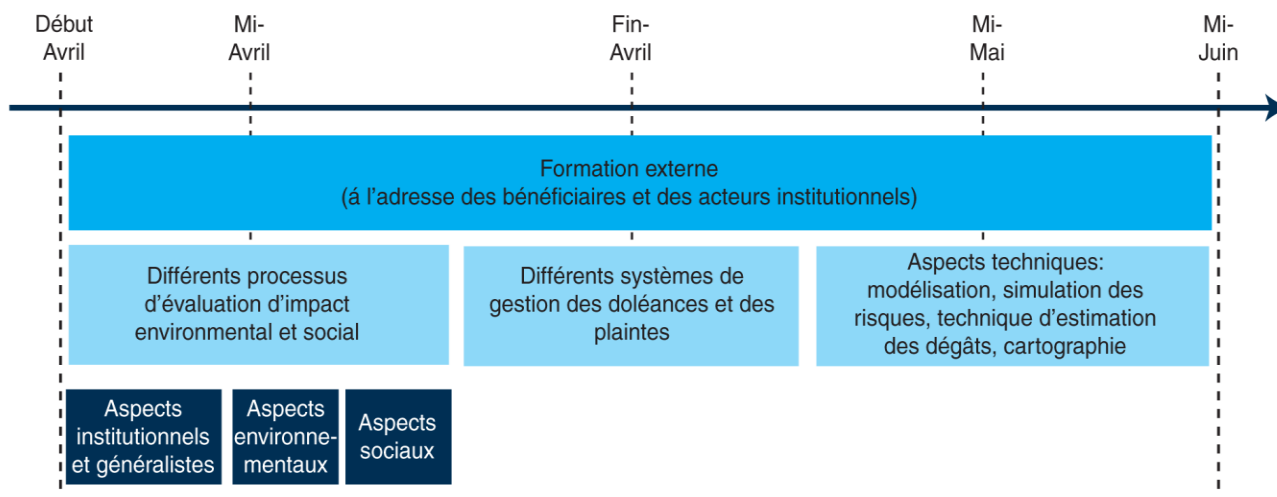 Début
Avril
Mi-
Avril
Fin-
Avril
Mi-
Mai
Mi-
Juin
Formation externe
(á l’adresse des bénéficiaires et des acteurs institutionnels)
Différents processus
d’évaluation d’impact
environmental et social
Différents systèmes de
gestion des doléances et des
plaintes
Aspects techniques:
modélisation, simulation des
risques, technique d’estimation
des dégâts, cartographie
Aspects
institutionnels
et généralistes
Aspects
environne-
mentaux
Aspects
sociaux